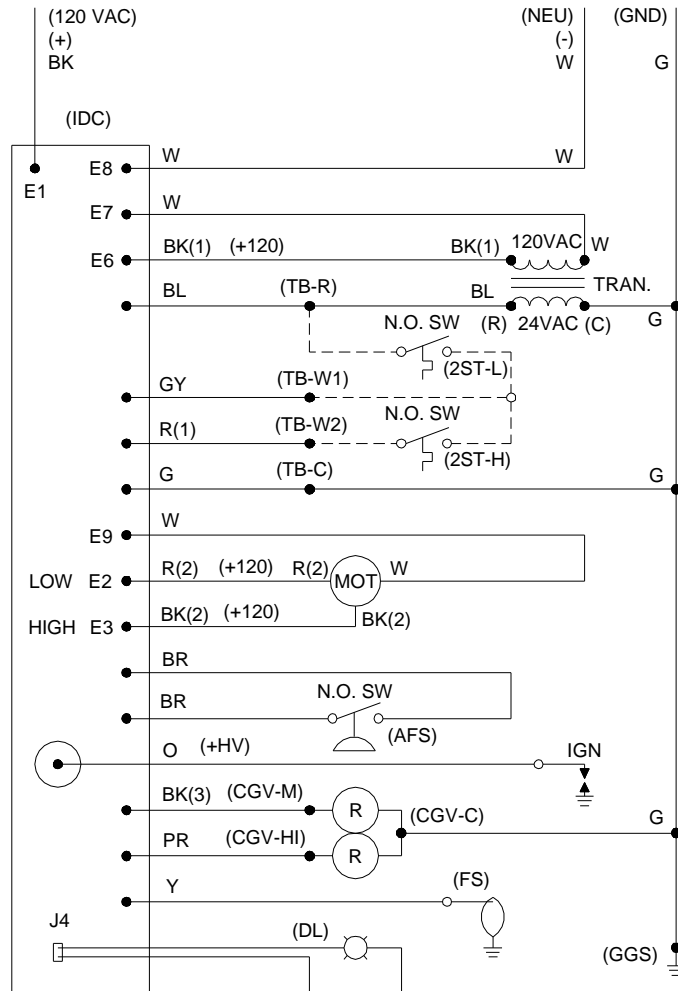 (120 VAC) (NEU) (GND)
(+) (-)
BK W G
(IDC)
E1
E8 W W
E7 W
E6 BK(1) (+120) BK(1) 120VAC W
TRAN.
BL (TB-R) BL
(R) 24VAC (C) G
N.O. SW
(2ST-L)
GY (TB-W1)
N.O. SW
R(1) (TB-W2)
(2ST-H)
G (TB-C) G
E9 W
LOW E2 R(2) (+120) R(2) MOT W
HIGH E3 BK(2) (+120) BK(2)
BR
N.O. SW
BR (AFS)
O (+HV) IGN
BK(3) (CGV-M) R (CGV-C) G
PR (CGV-HI) R
Y (FS)
J4 (DL)
(GGS)